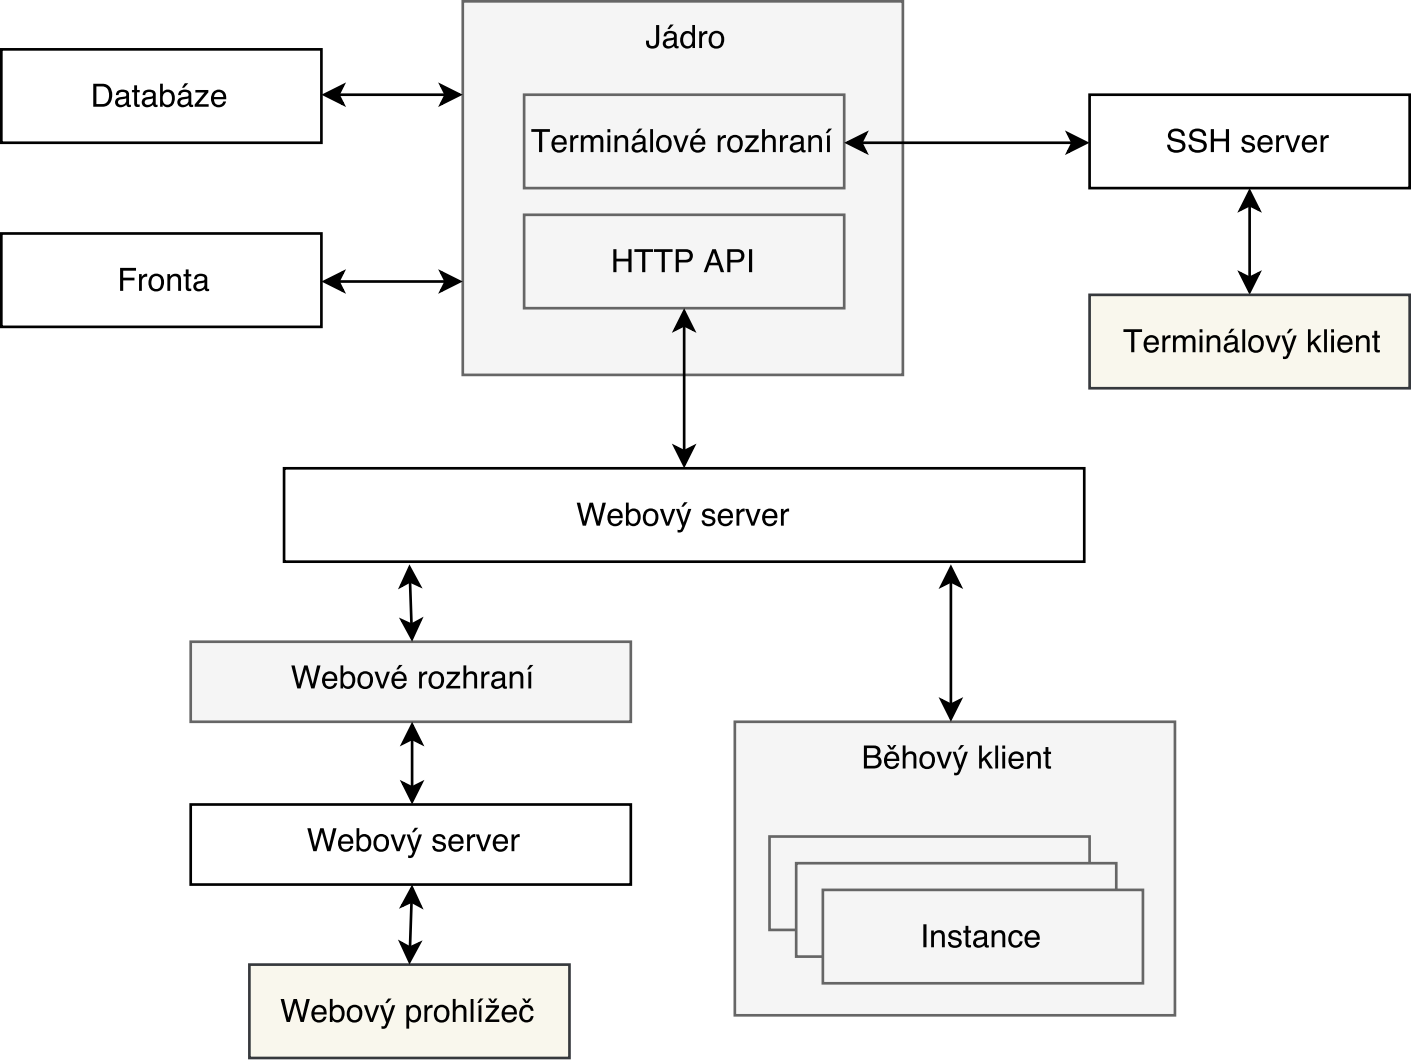 Jádro
Databáze
Terminálové rozhraní
SSH server
HTTP API
Fronta
Terminálový klient
Webový server
Webové rozhraní
Běhový klient
Webový server
Instance
Webový prohlížeč